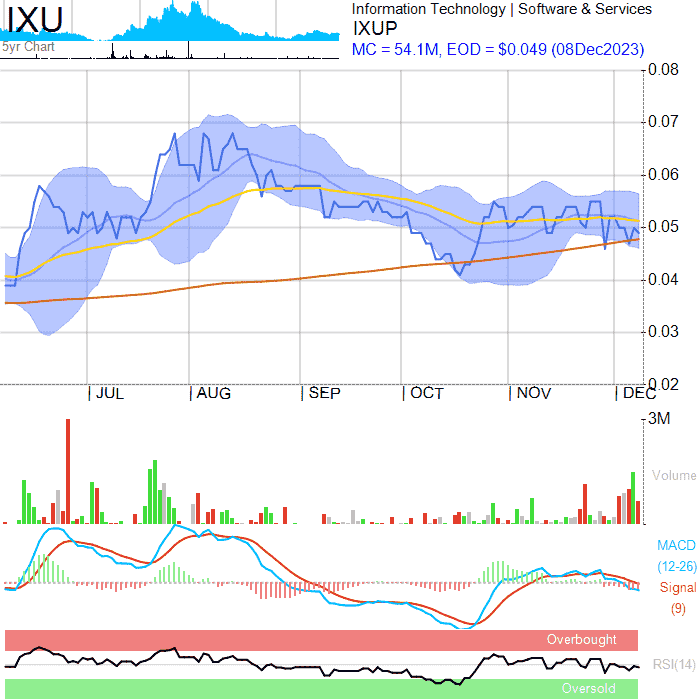 IXU
5yr Chart
Information Technology | Software & Services
IXUP
MC = 54.1M, EOD = $0.049 (08Dec2023)
0.08
0.07
0.06
0.05
0.04
0.03
0.02
JUL AUG SEP OCT NOV DEC
3M
Volume
MACD
(12-26)
Signal
(9)
Overbought
RSI(14)
Oversold